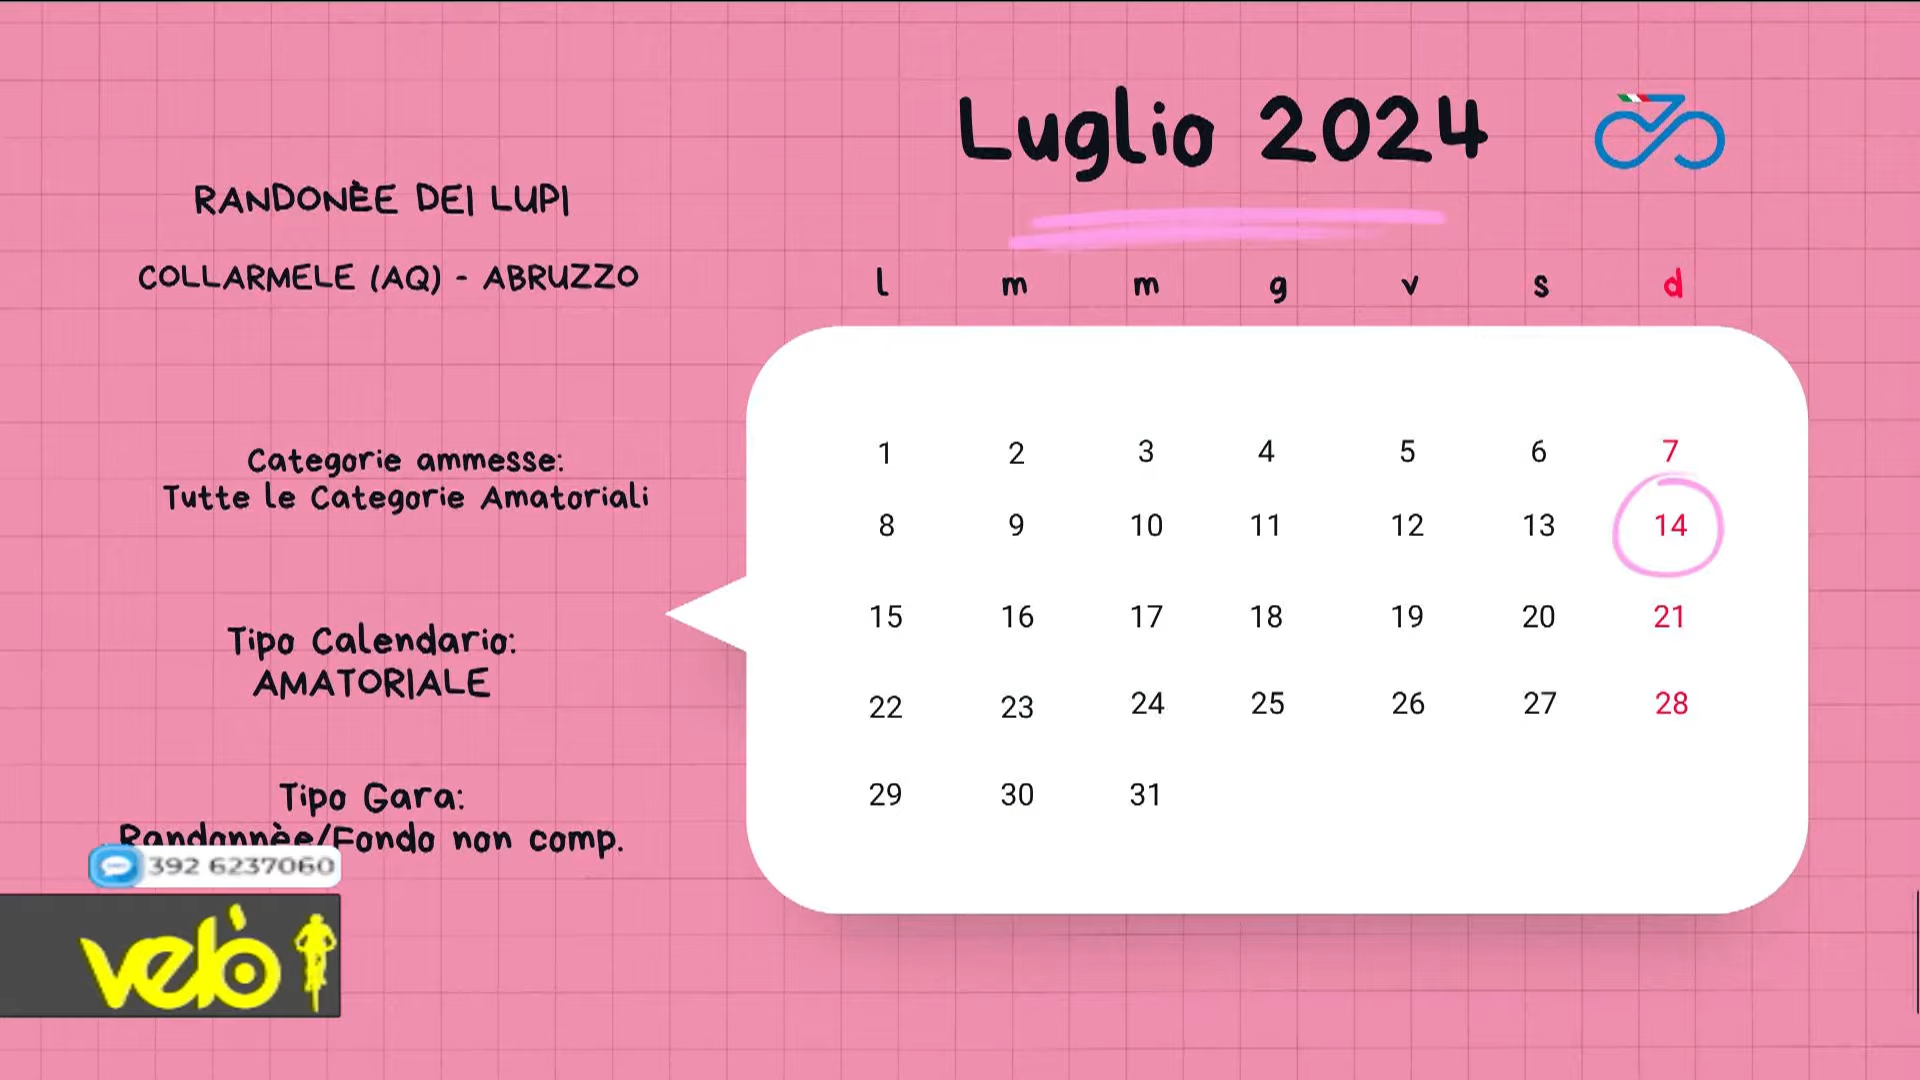 Luglio 2024
RANDONÈE DEI LUPI
COLLARMELE (AQ) - ABRUZZO
Categorie ammesse:
Tutte le Categorie Amatoriali
Tipo Calendario:
AMATORIALE
Tipo Gara:
Randonnèe/Fondo non comp.
392 6237060
velò
l m m g v s d
1 2 3 4 5 6 7
8 9 10 11 12 13 14
15 16 17 18 19 20 21
22 23 24 25 26 27 28
29 30 31